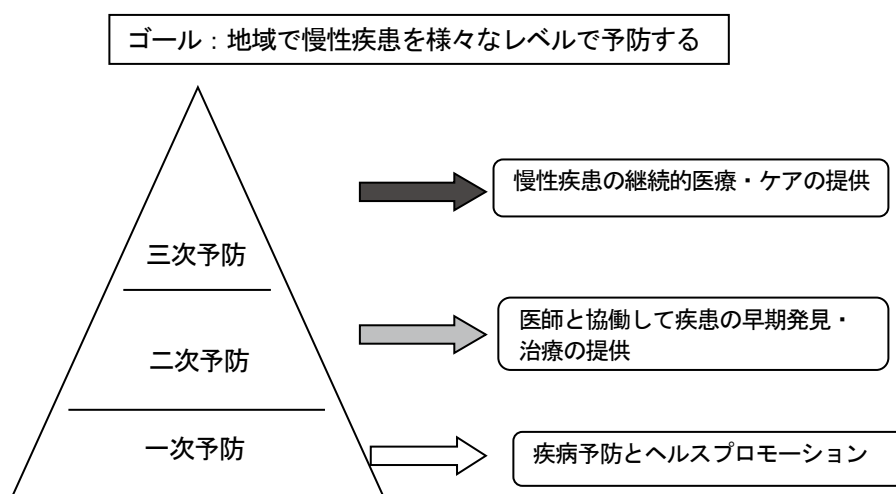 ゴール：地域で慢性疾患を様々なレベルで予防する
慢性疾患の継続的医療・ケアの提供
三次予防
医師と協働して疾患の早期発見・
治療の提供
二次予防
一次予防
疾病予防とヘルスプロモーション